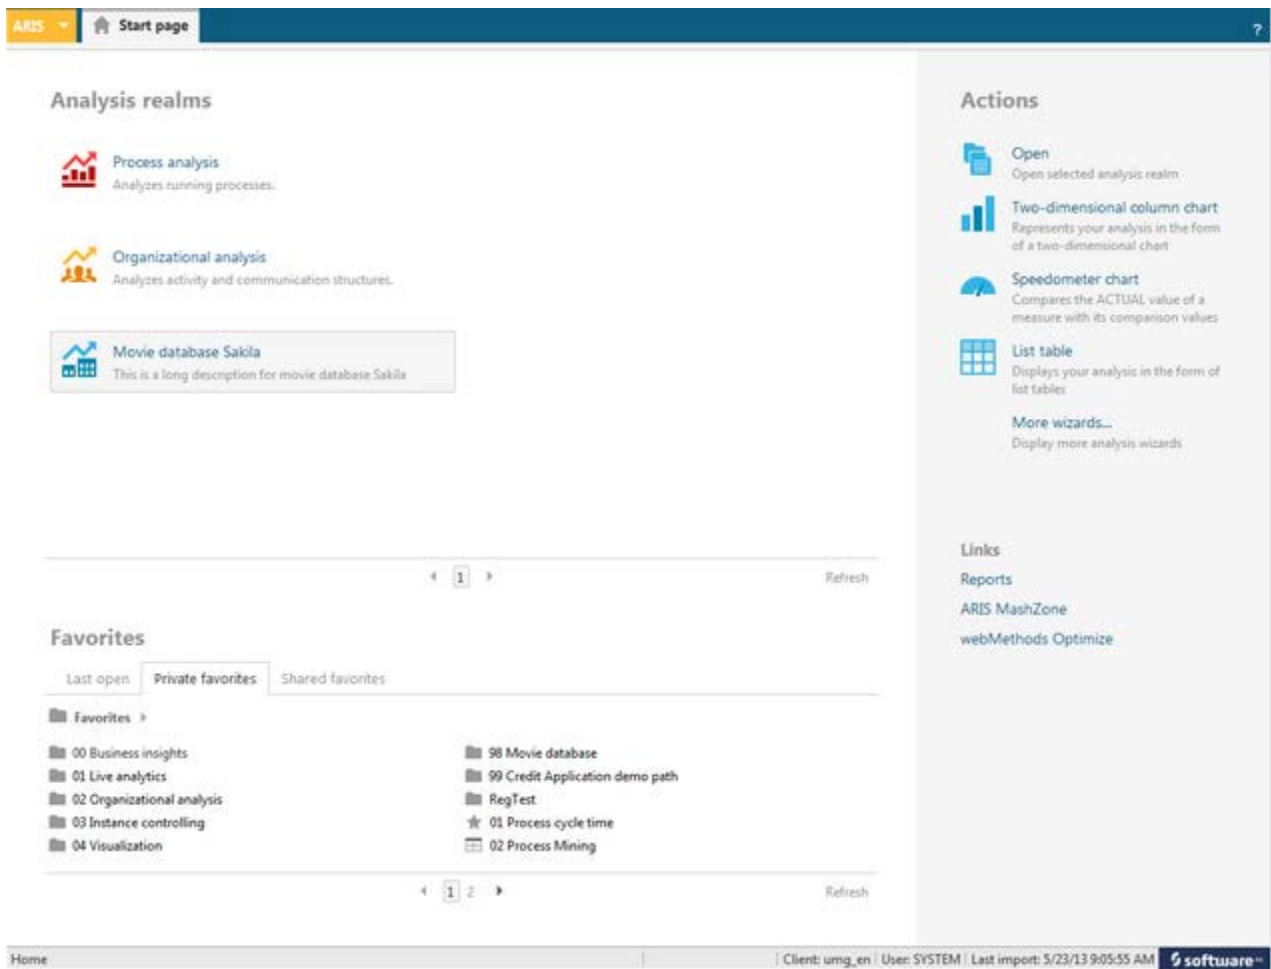 ARIS
Start page
?
Analysis realms
Process analysis
Analyzes running processes.
Organizational analysis
Analyzes activity and communication structures.
Movie database Sakila
This is a long description for movie database Sakila
1
Refresh
Favorites
Last open
Private favorites
Shared favorites
Favorites
00 Business insights
01 Live analytics
02 Organizational analysis
03 Instance controlling
04 Visualization
98 Movie database
99 Credit Application demo path
RegTest
01 Process cycle time
02 Process Mining
1 2
Refresh
Actions
Open
Open selected analysis realm
Two-dimensional column chart
Represents your analysis in the form
of a two-dimensional chart
Speedometer chart
Compares the ACTUAL value of a
measure with its comparison values
List table
Displays your analysis in the form of
list tables
More wizards...
Display more analysis wizards
Links
Reports
ARIS MashZone
webMethods Optimize
Home
Client: umg_en
User: SYSTEM
Last import: 5/23/13 9:05:55 AM
software